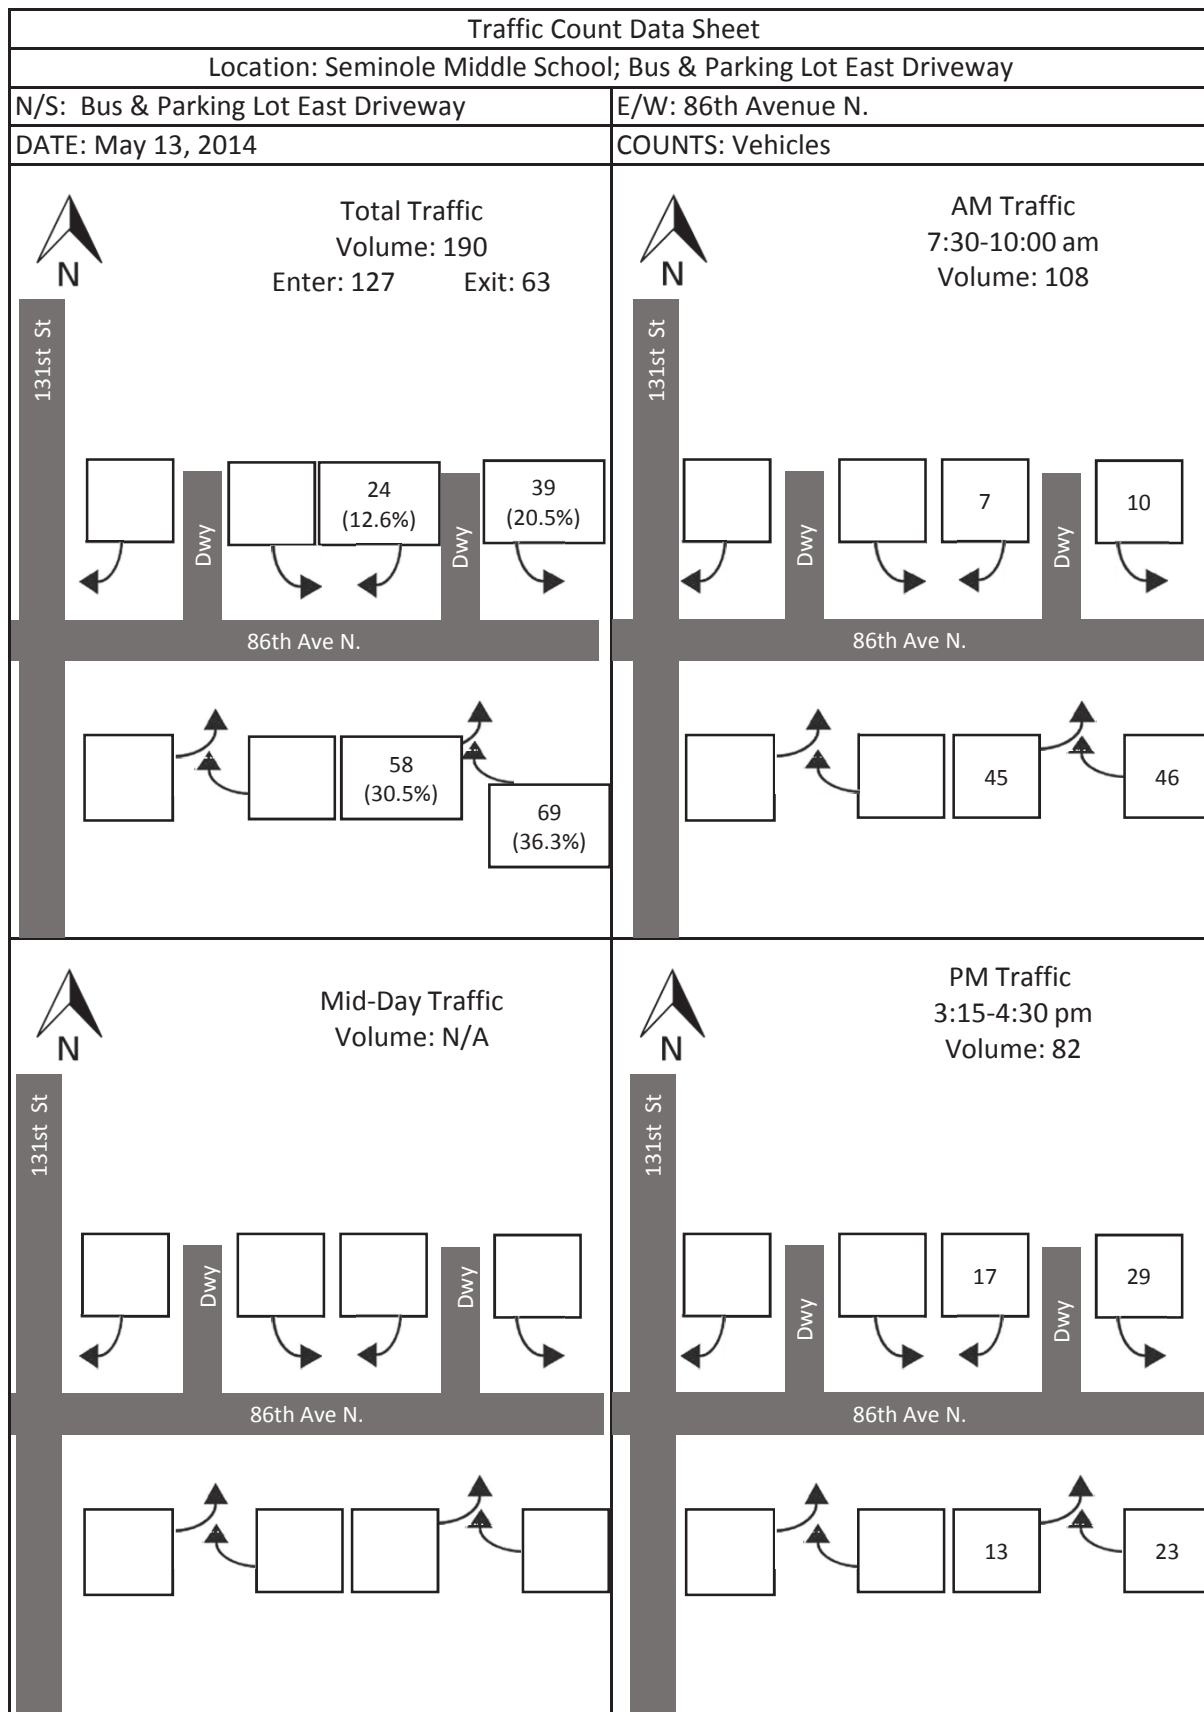 Traffic Count Data Sheet
Location: Seminole Middle School; Bus & Parking Lot East Driveway
N/S: Bus & Parking Lot East Driveway
E/W: 86th Avenue N.
DATE: May 13, 2014
COUNTS: Vehicles
N
Total Traffic
Volume: 190
Enter: 127 Exit: 63
131st St
24
(12.6%)
39
(20.5%)
Dwy
Dwy
86th Ave N.
58
(30.5%)
69
(36.3%)
N
AM Traffic
7:30-10:00 am
Volume: 108
131st St
7
10
Dwy
Dwy
86th Ave N.
45
46
N
Mid-Day Traffic
Volume: N/A
131st St
Dwy
Dwy
86th Ave N.
N
PM Traffic
3:15-4:30 pm
Volume: 82
131st St
17
29
Dwy
Dwy
86th Ave N.
13
23